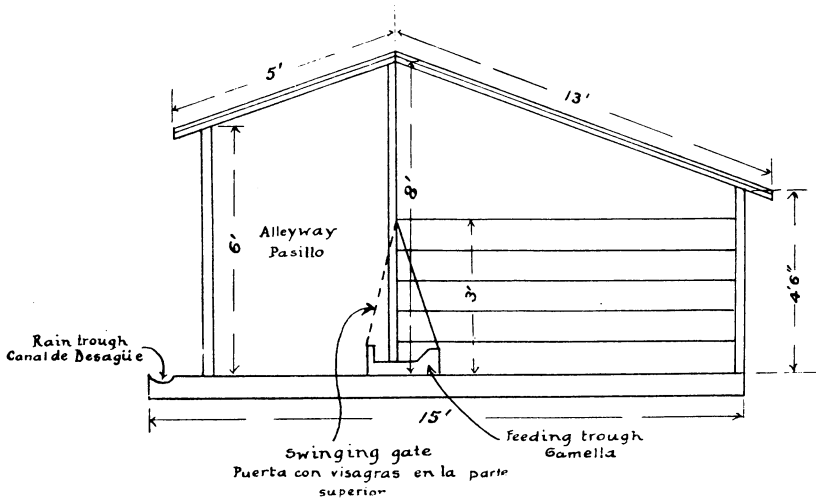 5'
13'
8'
6'
Alleyway
Pasillo
3'
4'6"
Rain trough
Canal de Desagüe
15'
Swinging gate
Puerta con visagras en la parte
superior
Feeding trough
Gamella